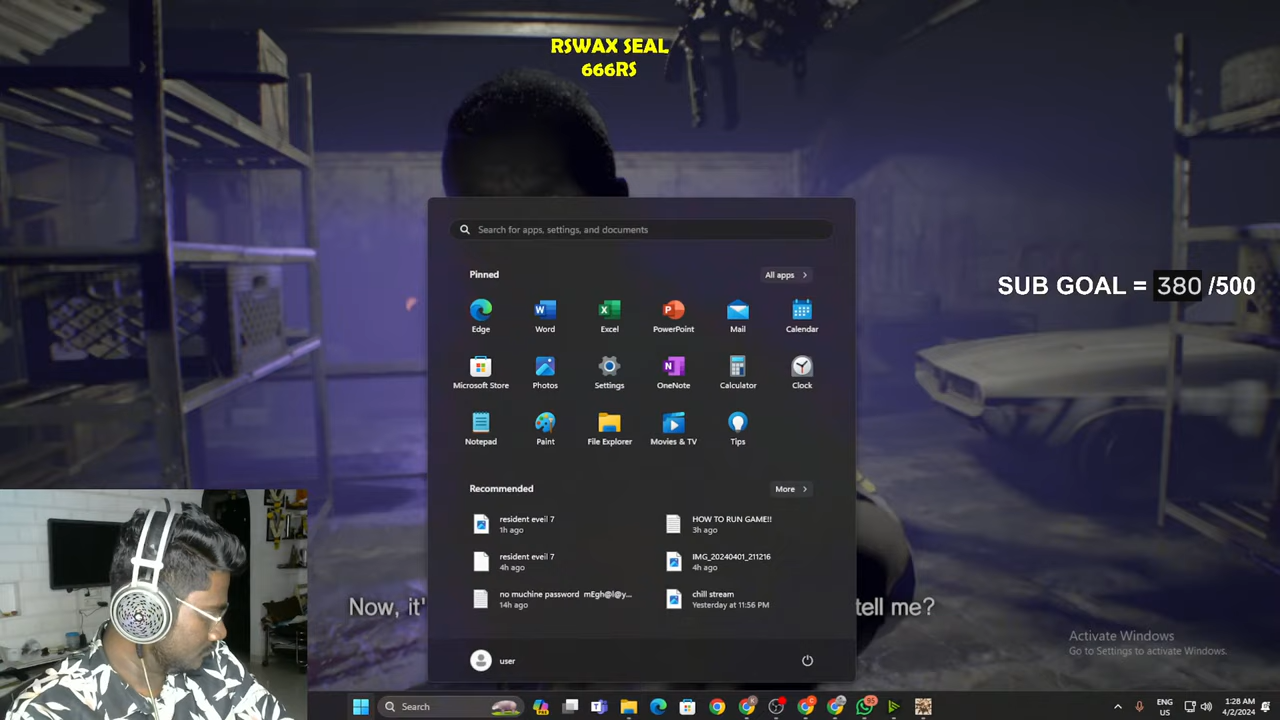 RSWAX SEAL
666RS
Search for apps, settings, and documents
Pinned
All apps
Edge
Word
Excel
PowerPoint
Mail
Calendar
Microsoft Store
Photos
Settings
OneNote
Calculator
Clock
Notepad
Paint
File Explorer
Movies & TV
Tips
Recommended
More
resident eveil 7
1h ago
HOW TO RUN GAME!!
3h ago
resident eveil 7
4h ago
IMG_20240401_211216
4h ago
no muchine password mEgh@l@y...
14h ago
chill stream
Yesterday at 11:56 PM
user
SUB GOAL = 380 /500
Now, it'
tell me?
Activate Windows
Go to Settings to activate Windows.
Search
ENG
US
1:28 AM
4/2/2024